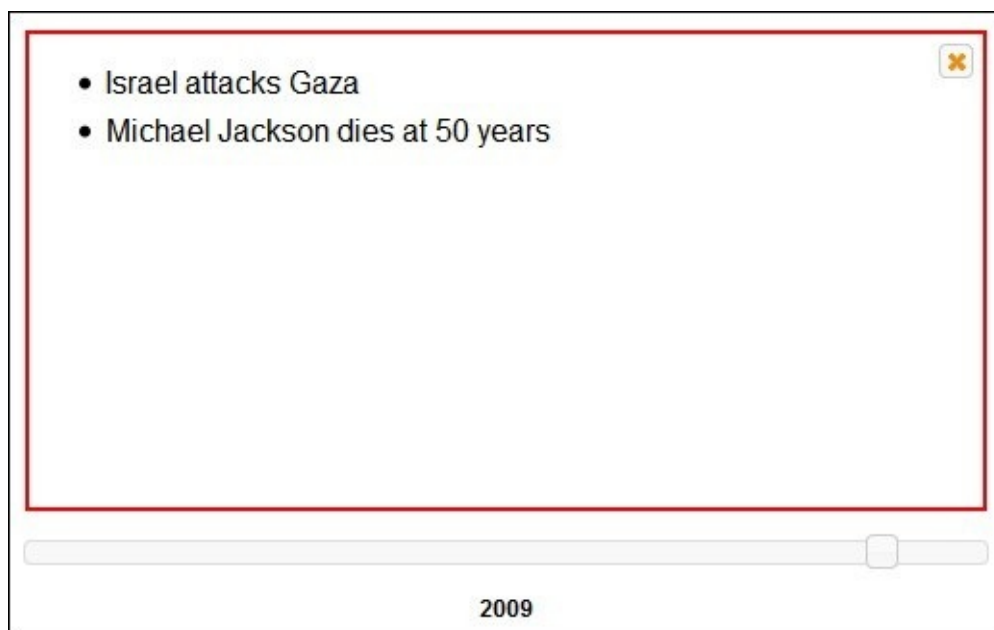 • Israel attacks Gaza
• Michael Jackson dies at 50 years
2009